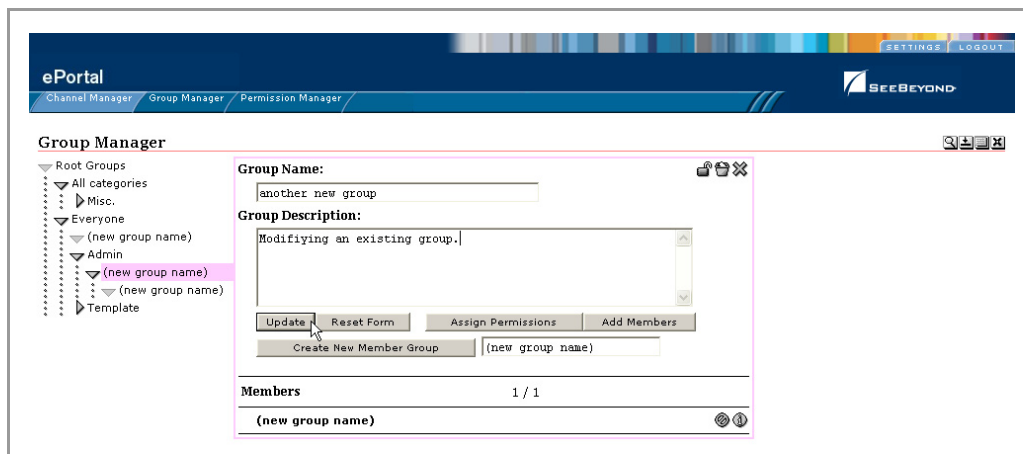 SETTINGS LOGOUT
ePortal
SEEBEYOND
Channel Manager Group Manager Permission Manager
Group Manager
Root Groups
All categories
Misc.
Everyone
(new group name)
Admin
(new group name)
(new group name)
Template
Group Name:
another new group
Group Description:
Modifiying an existing group.
Update Reset Form Assign Permissions Add Members
Create New Member Group (new group name)
Members 1 / 1
(new group name)